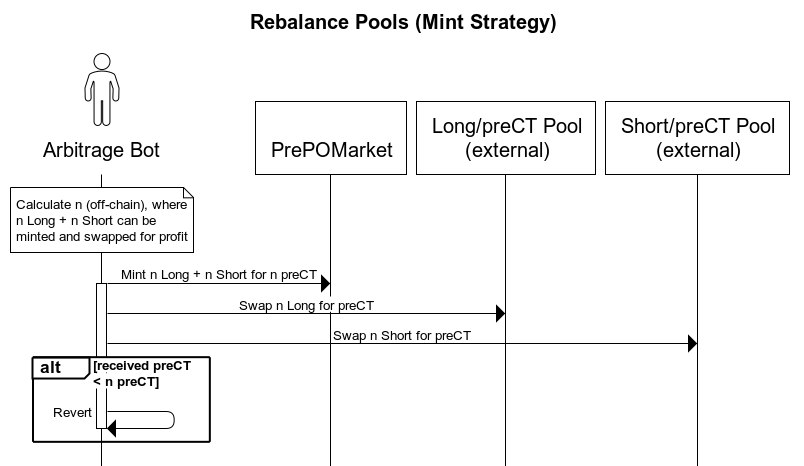 Rebalance Pools (Mint Strategy)
Arbitrage Bot
PrePOMarket
Long/preCT Pool
(external)
Short/preCT Pool
(external)
Calculate n (off-chain), where
n Long + n Short can be
minted and swapped for profit
Mint n Long + n Short for n preCT
Swap n Long for preCT
Swap n Short for preCT
alt
[received preCT
< n preCT]
Revert